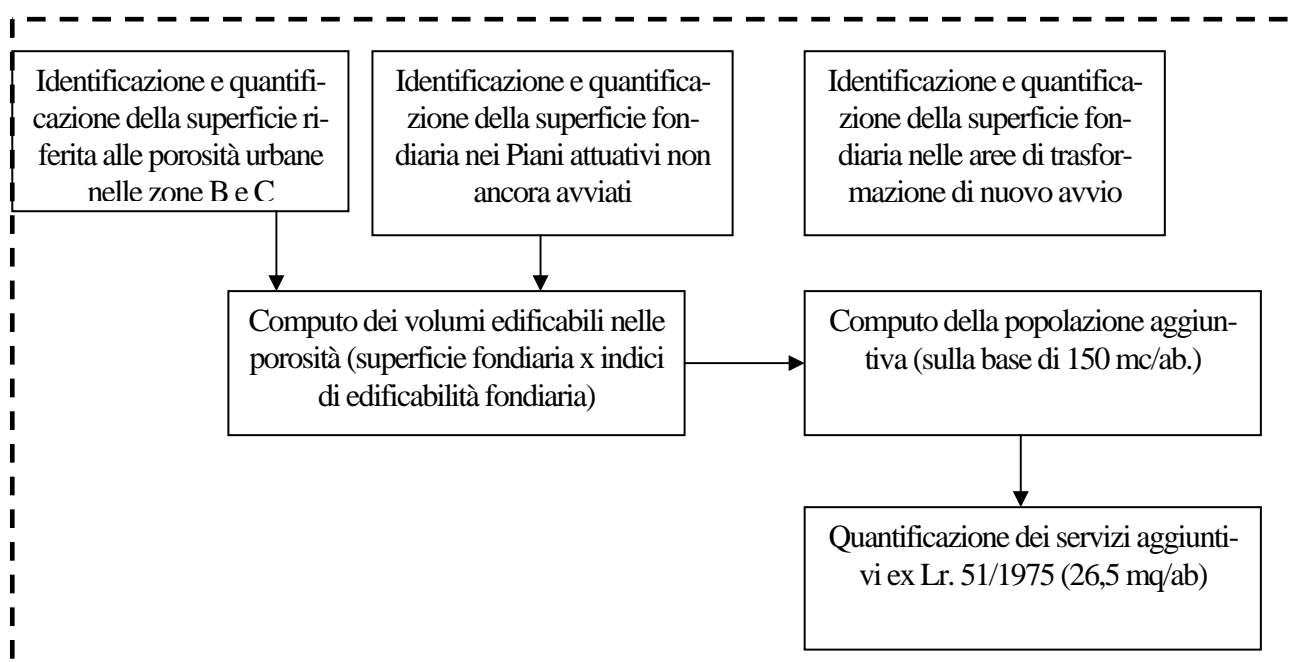 Identificazione e quantifi-
cazione della superficie ri-
ferita alle porosità urbane
nelle zone B e C
Identificazione e quantifica-
zione della superficie fon-
diaria nei Piani attuativi non
ancora avviati
Identificazione e quantifica-
zione della superficie fon-
diaria nelle aree di trasfor-
mazione di nuovo avvio
Computo dei volumi edificabili nelle
porosità (superficie fondiaria x indici
di edificabilità fondiaria)
Computo della popolazione aggiun-
tiva (sulla base di 150 mc/ab.)
Quantificazione dei servizi aggiunti-
vi ex Lr. 51/1975 (26,5 mq/ab)